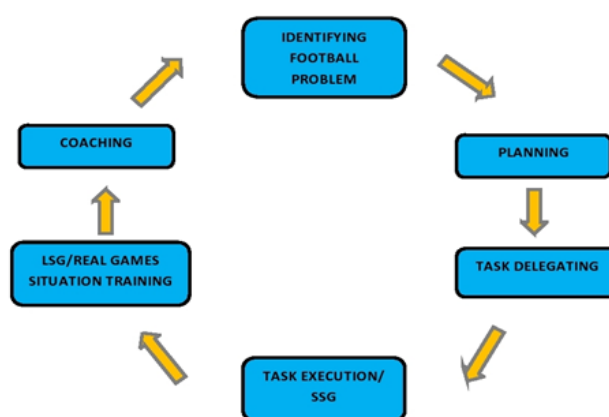 IDENTIFYING
FOOTBALL
PROBLEM
PLANNING
TASK DELEGATING
TASK EXECUTION/
SSG
LSG/REAL GAMES
SITUATION TRAINING
COACHING